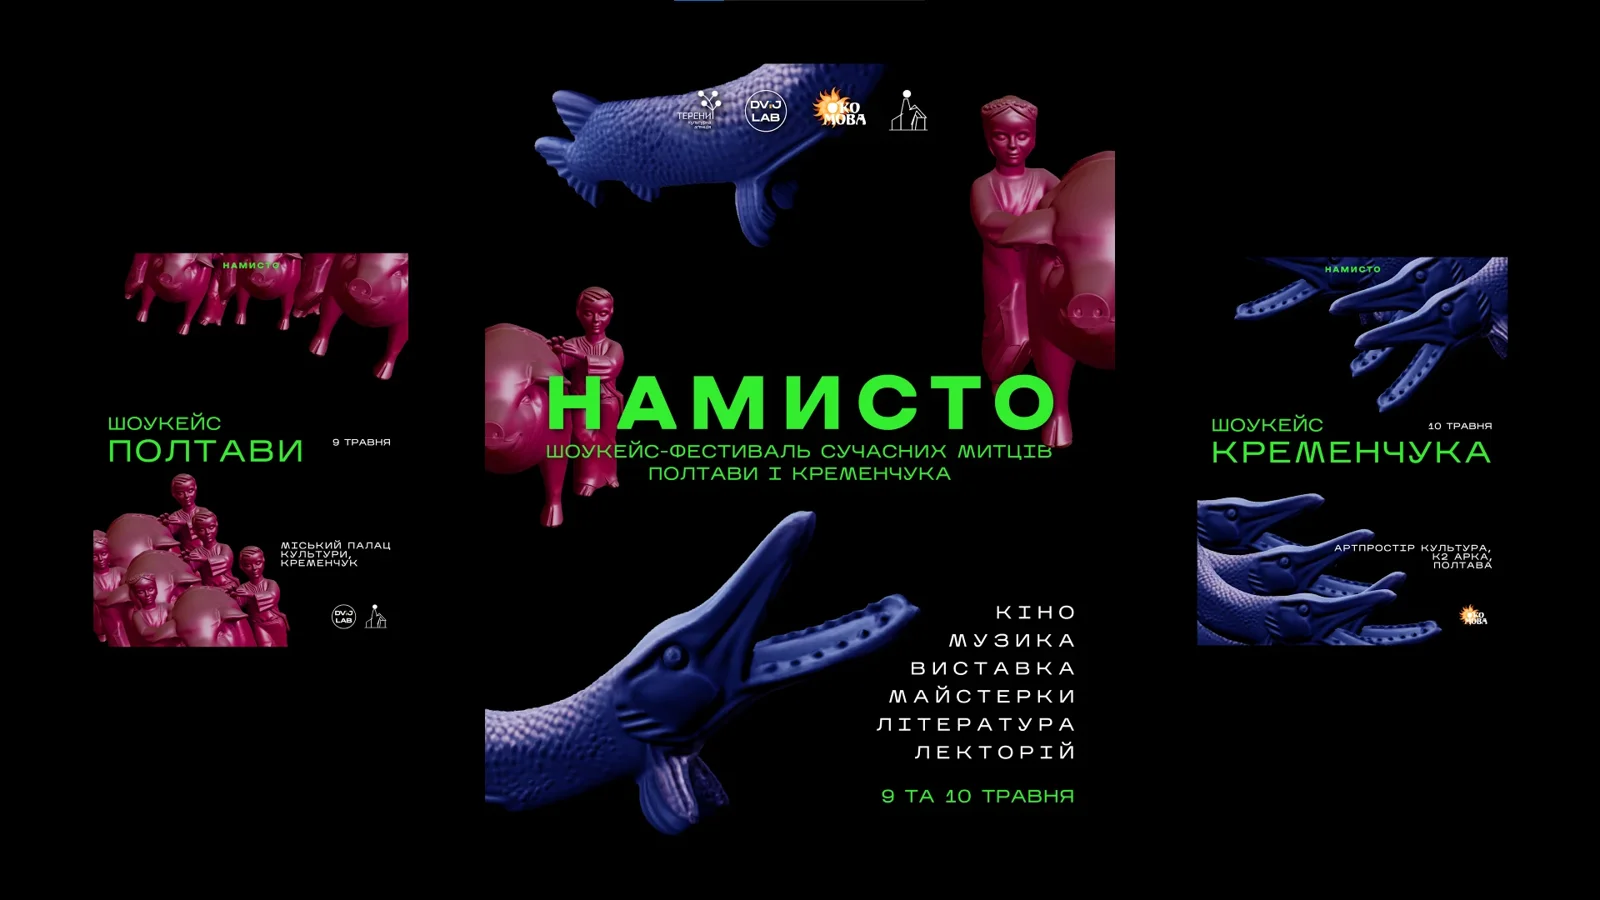 НАМИСТО
ШОУКЕЙС
ПОЛТАВИ
9 ТРАВНЯ
МІСЬКИЙ ПАЛАЦ
КУЛЬТУРИ,
КРЕМЕНЧУК
DViJ
LAB
ТЕРЕНИ
DViJ
LAB
ОКО
МОВА
НАМИСТО
ШОУКЕЙС-ФЕСТИВАЛЬ СУЧАСНИХ МИТЦІВ
ПОЛТАВИ І КРЕМЕНЧУКА
КІНО
МУЗИКА
ВИСТАВКА
МАЙСТЕРКИ
ЛІТЕРАТУРА
ЛЕКТОРІЙ
9 ТА 10 ТРАВНЯ
НАМИСТО
ШОУКЕЙС
10 ТРАВНЯ
КРЕМЕНЧУКА
АРТПРОСТІР КУЛЬТУРА,
К2 АРКА,
ПОЛТАВА
ОКО
МОВА